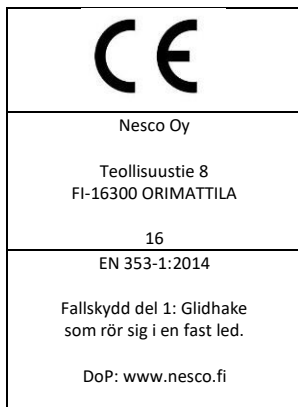 CE
Nesco Oy
Teollisuustie 8
FI-16300 ORIMATTILA
16
EN 353-1:2014
Fallskydd del 1: Glidhake
som rör sig i en fast led.
DoP: www.nesco.fi